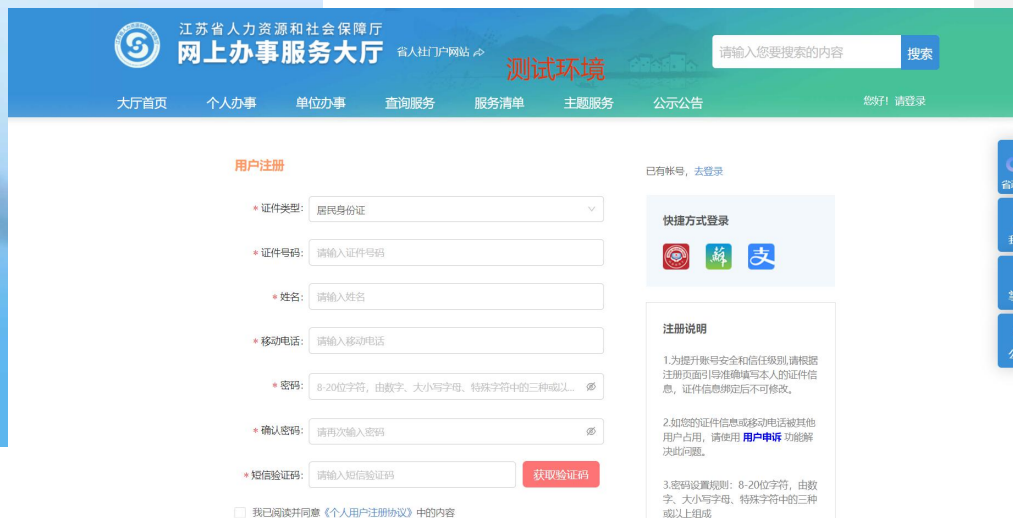 江苏省人力资源和社会保障厅
网上办事服务大厅
省人社门户网站
测试环境
请输入您要搜索的内容
搜索
大厅首页 个人办事 单位办事 查询服务 服务清单 主题服务 公示公告
您好！请登录
用户注册
* 证件类型: 居民身份证
* 证件号码: 请输入证件号码
* 姓名: 请输入姓名
* 移动电话: 请输入移动电话
* 密码: 8-20位字符，由数字、大小写字母、特殊字符中的三种或以...
* 确认密码: 请再次输入密码
* 短信验证码: 请输入短信验证码 获取验证码
我已阅读并同意《个人用户注册协议》中的内容
已有帐号，去登录
快捷方式登录
蘇
支
注册说明
1.为提升账号安全和信任级别,请根据
注册页面引导准确填写本人的证件信
息，证件信息绑定后不可修改。
2.如您的证件信息或移动电话被其他
用户占用，请使用 用户申诉 功能解
决此问题。
3.密码设置规则：8-20位字符，由数
字、大小写字母、特殊字符中的三种
或以上组成